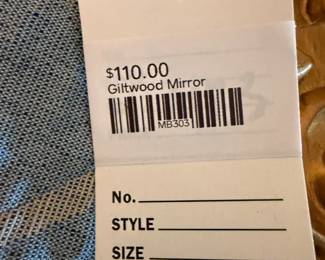 $110.00
Giltwood Mirror
MB303
No.
STYLE
SIZE